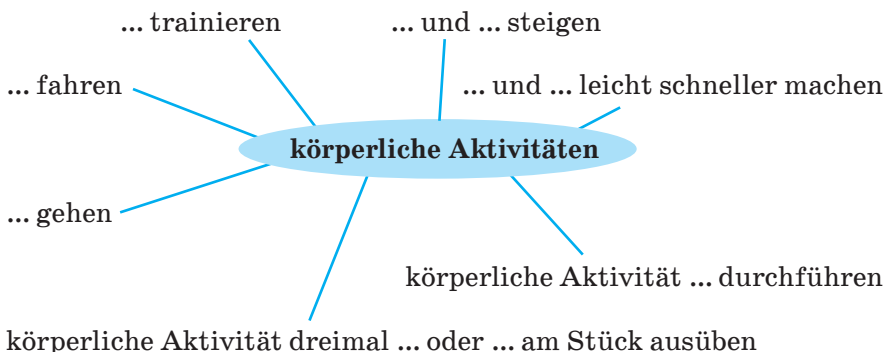 ... trainieren
... und ... steigen
... fahren
... und ... leicht schneller machen
körperliche Aktivitäten
... gehen
körperliche Aktivität ... durchführen
körperliche Aktivität dreimal ... oder ... am Stück ausüben